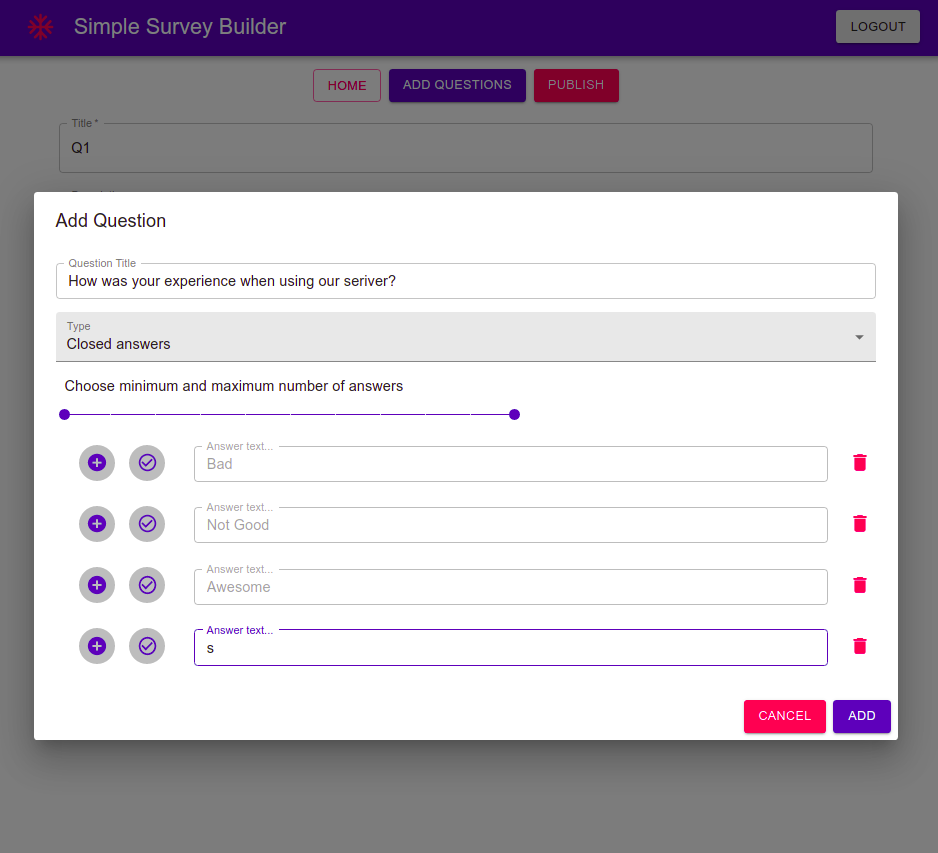 Simple Survey Builder
LOGOUT
HOME
ADD QUESTIONS
PUBLISH
Title *
Q1
Add Question
Question Title
How was your experience when using our seriver?
Type
Closed answers
Choose minimum and maximum number of answers
Answer text...
Bad
Answer text...
Not Good
Answer text...
Awesome
Answer text...
s
CANCEL
ADD